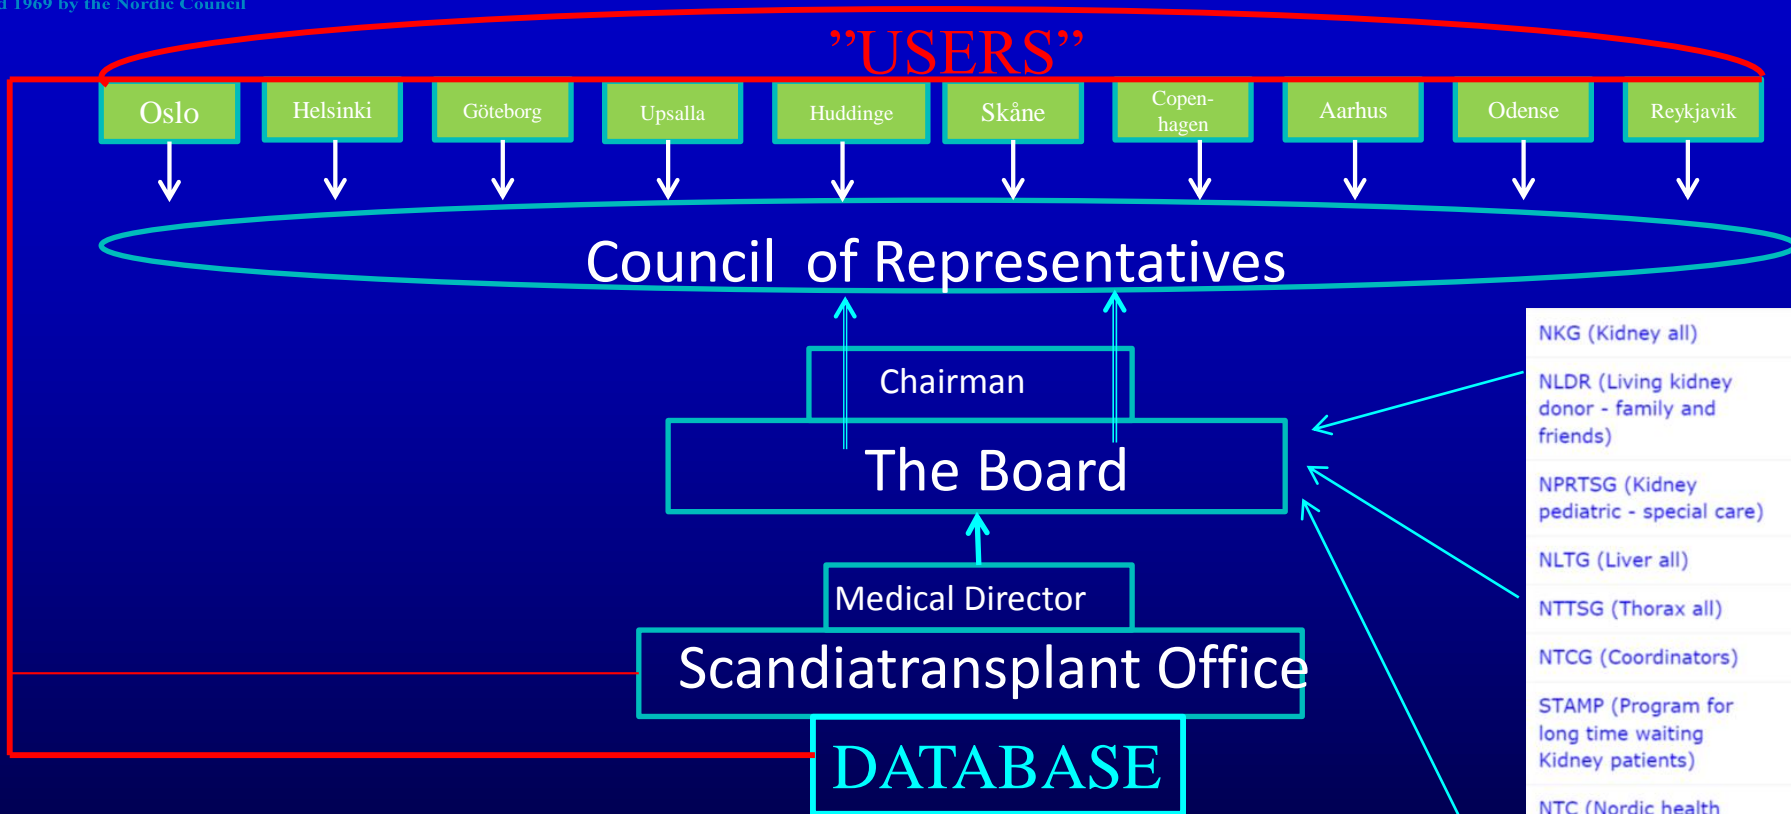 1969 by the Nordic Council
”USERS”
Oslo
Helsinki
Göteborg
Upsalla
Huddinge
Skåne
Copen-
hagen
Aarhus
Odense
Reykjavik
Council of Representatives
Chairman
The Board
Medical Director
Scandiatransplant Office
DATABASE
NKG (Kidney all)
NLDR (Living kidney
donor - family and
friends)
NPRTSG (Kidney
pediatric - special care)
NLTG (Liver all)
NTTSG (Thorax all)
NTCG (Coordinators)
STAMP (Program for
long time waiting
Kidney patients)
NTC (Nordic health